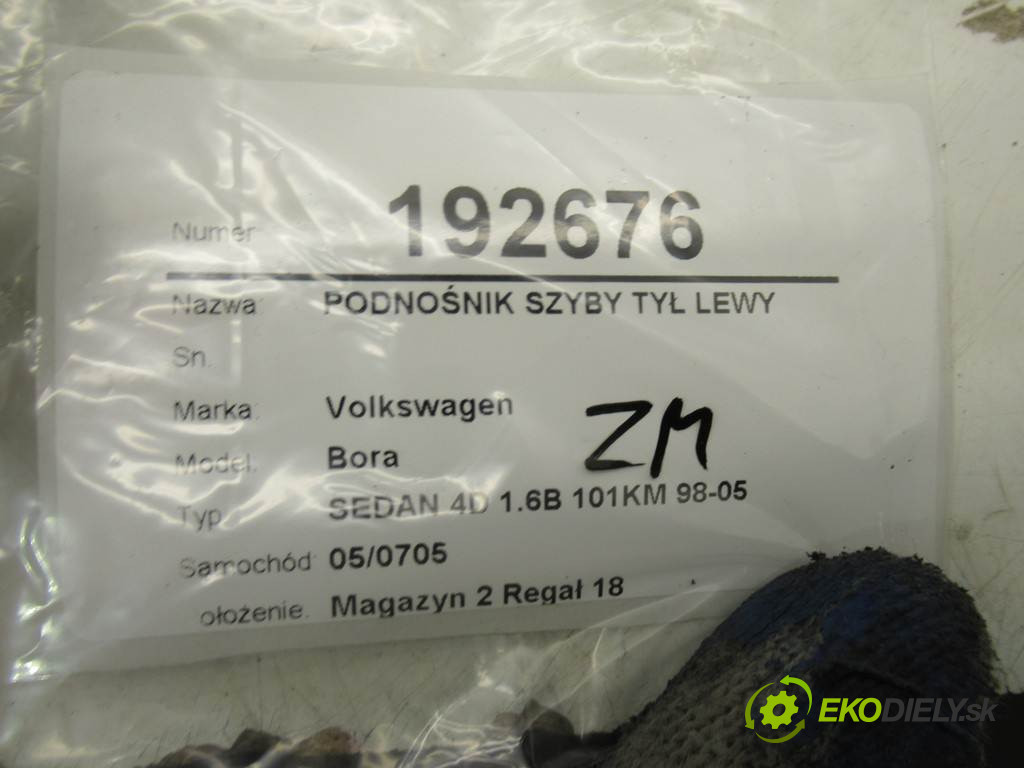 Numer 192676
Nazwa: PODNOŚNIK SZYBY TYŁ LEWY
Sn.
Marka: Volkswagen
Model: Bora
ZM
Typ SEDAN 4D 1.6B 101KM 98-05
Samochód: 05/0705
ołożenie: Magazyn 2 Regał 18
EKODIELY.sk